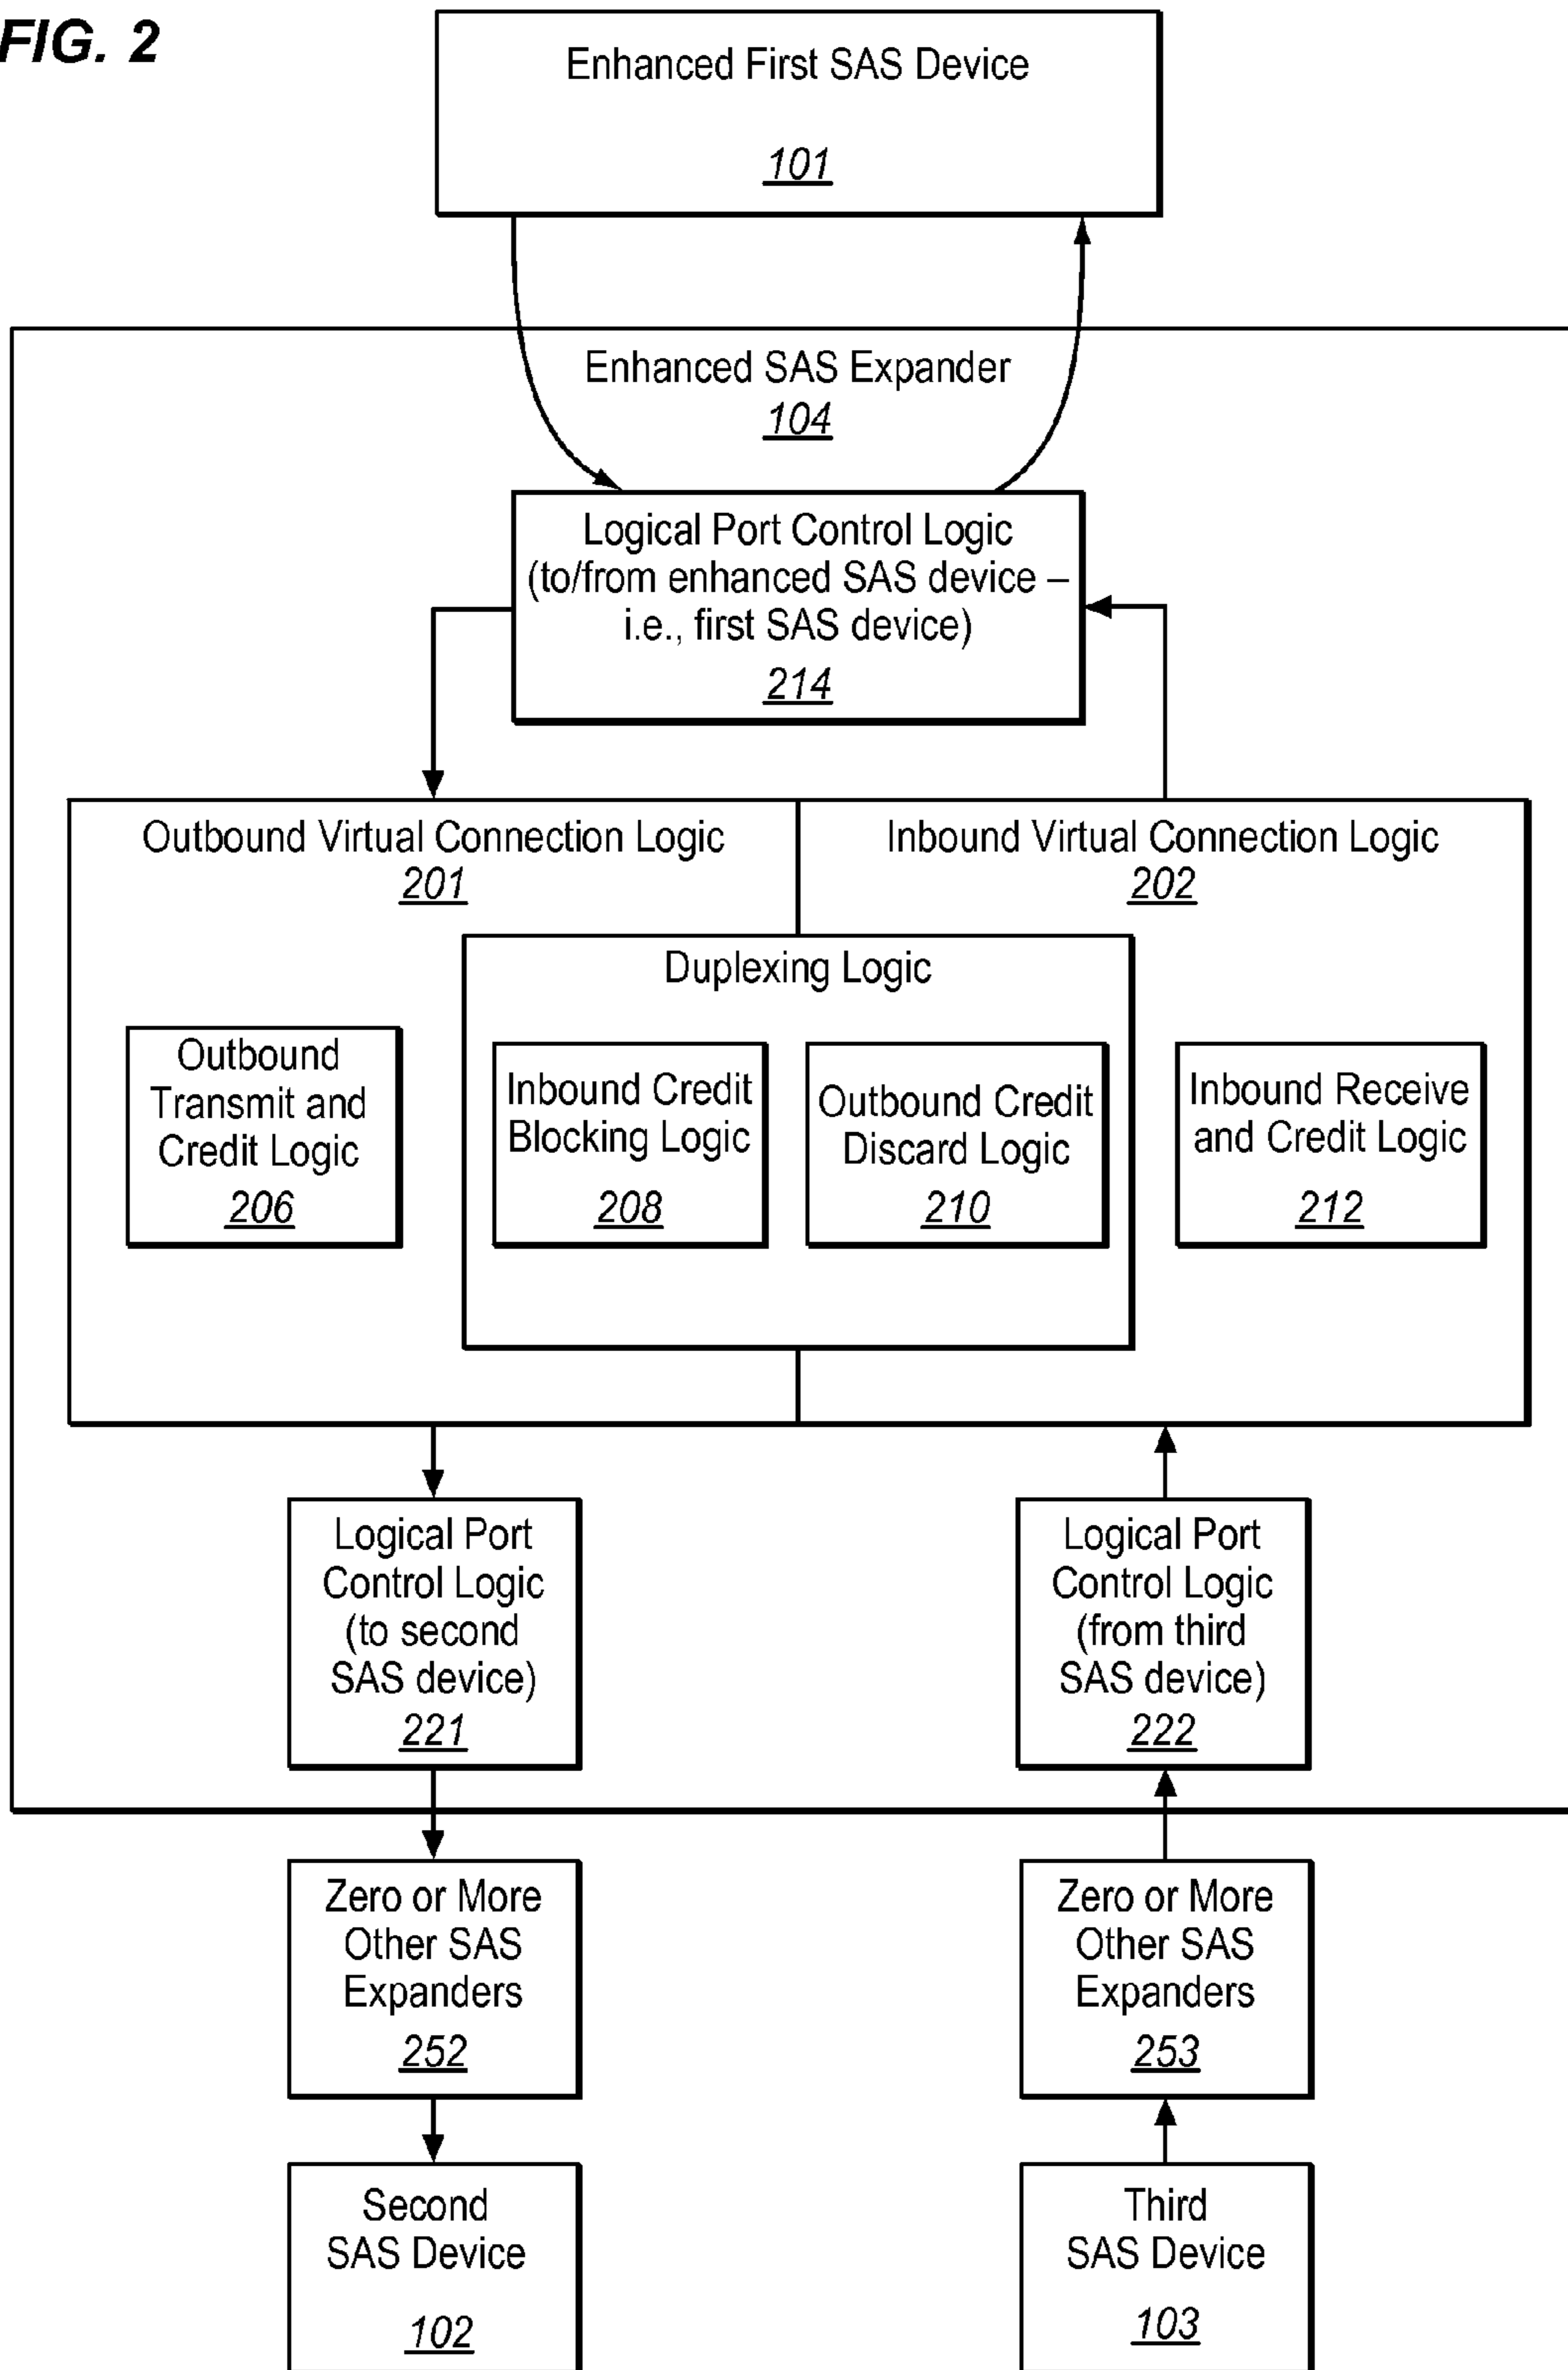 FIG. 2
Enhanced First SAS Device
101
Enhanced SAS Expander
104
Logical Port Control Logic
(to/from enhanced SAS device –
i.e., first SAS device)
214
Outbound Virtual Connection Logic
201
Inbound Virtual Connection Logic
202
Duplexing Logic
Outbound
Transmit and
Credit Logic
206
Inbound Credit
Blocking Logic
208
Outbound Credit
Discard Logic
210
Inbound Receive
and Credit Logic
212
Logical Port
Control Logic
(to second
SAS device)
221
Logical Port
Control Logic
(from third
SAS device)
222
Zero or More
Other SAS
Expanders
252
Zero or More
Other SAS
Expanders
253
Second
SAS Device
102
Third
SAS Device
103